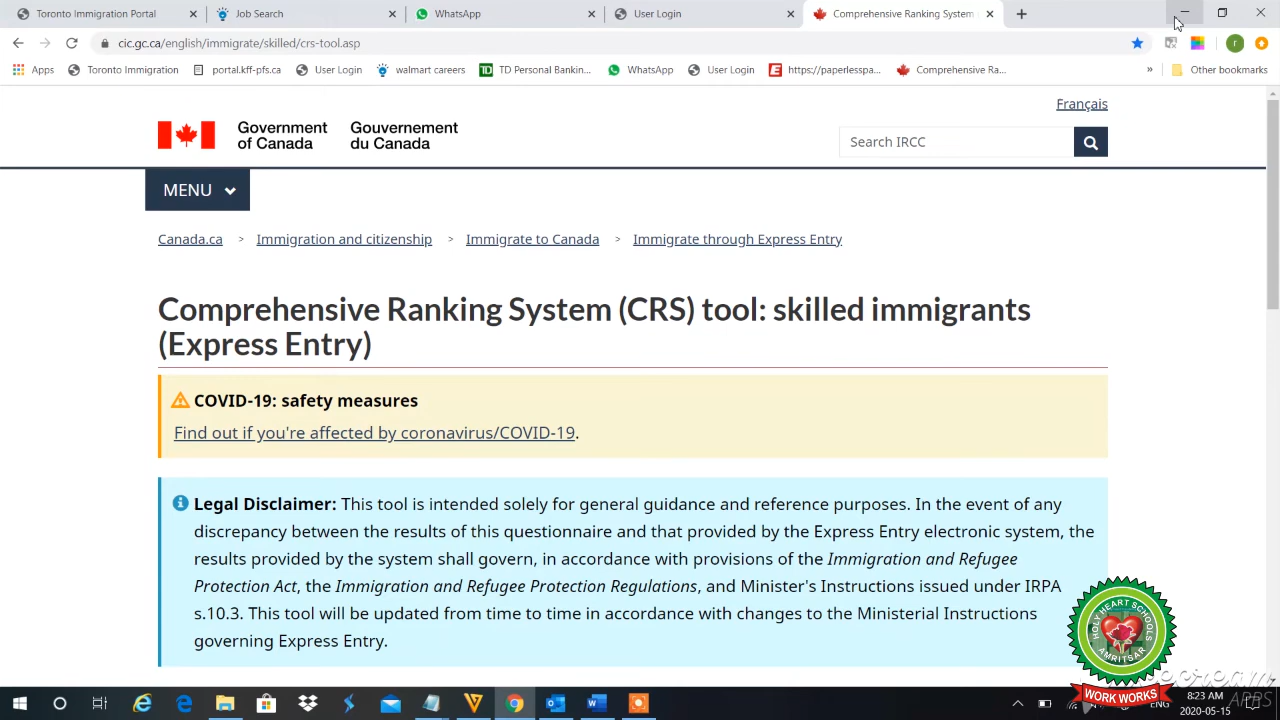 Toronto Immigration Portal
Job Search
WhatsApp
User Login
Comprehensive Ranking System
cic.gc.ca/english/immigrate/skilled/crs-tool.asp
r
Apps
Toronto Immigration
portal.kff-pfs.ca
User Login
walmart careers
TD Personal Bankin...
WhatsApp
User Login
https://paperlesspa...
Comprehensive Ra...
»
Other bookmarks
Français
Government of Canada
Gouvernement du Canada
Search IRCC
MENU
Canada.ca > Immigration and citizenship > Immigrate to Canada > Immigrate through Express Entry
Comprehensive Ranking System (CRS) tool: skilled immigrants
(Express Entry)
COVID-19: safety measures
Find out if you're affected by coronavirus/COVID-19.
Legal Disclaimer: This tool is intended solely for general guidance and reference purposes. In the event of any
discrepancy between the results of this questionnaire and that provided by the Express Entry electronic system, the
results provided by the system shall govern, in accordance with provisions of the Immigration and Refugee
Protection Act, the Immigration and Refugee Protection Regulations, and Minister's Instructions issued under IRPA
s.10.3. This tool will be updated from time to time in accordance with changes to the Ministerial Instructions
governing Express Entry.
HOLY HEART SCHOOLS
AMRITSAR
WORK WORKS
APPS
ENG
8:23 AM
2020-05-15